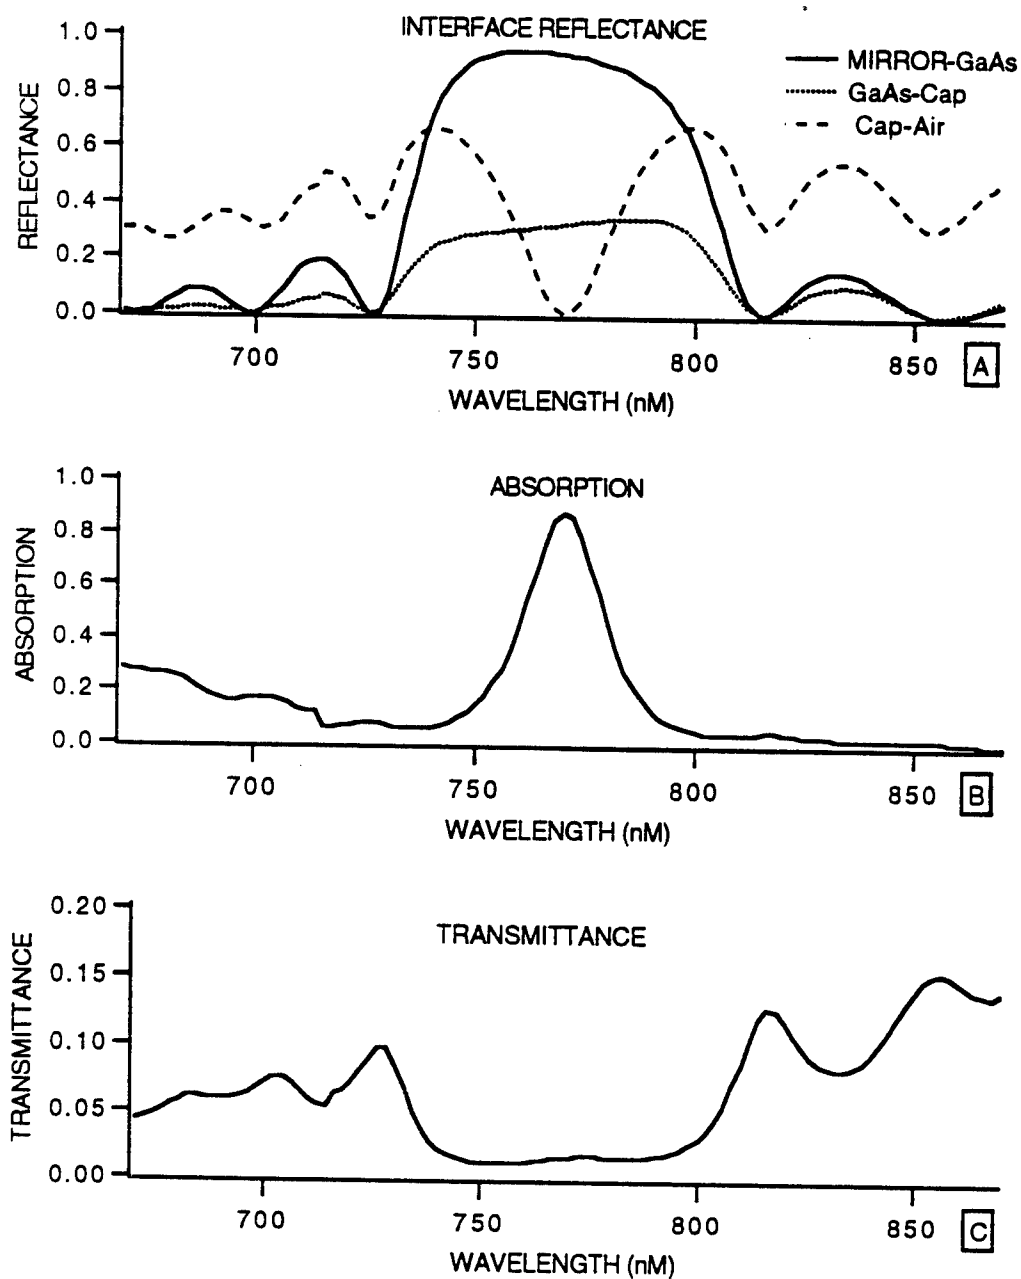 INTERFACE REFLECTANCE
MIRROR-GaAs
GaAs-Cap
Cap-Air
REFLECTANCE
1.0
0.8
0.6
0.4
0.2
0.0
700
750
800
850
A
WAVELENGTH (nM)
ABSORPTION
ABSORPTION
1.0
0.8
0.6
0.4
0.2
0.0
700
750
800
850
B
WAVELENGTH (nM)
TRANSMITTANCE
TRANSMITTANCE
0.20
0.15
0.10
0.05
0.00
700
750
800
850
C
WAVELENGTH (nM)